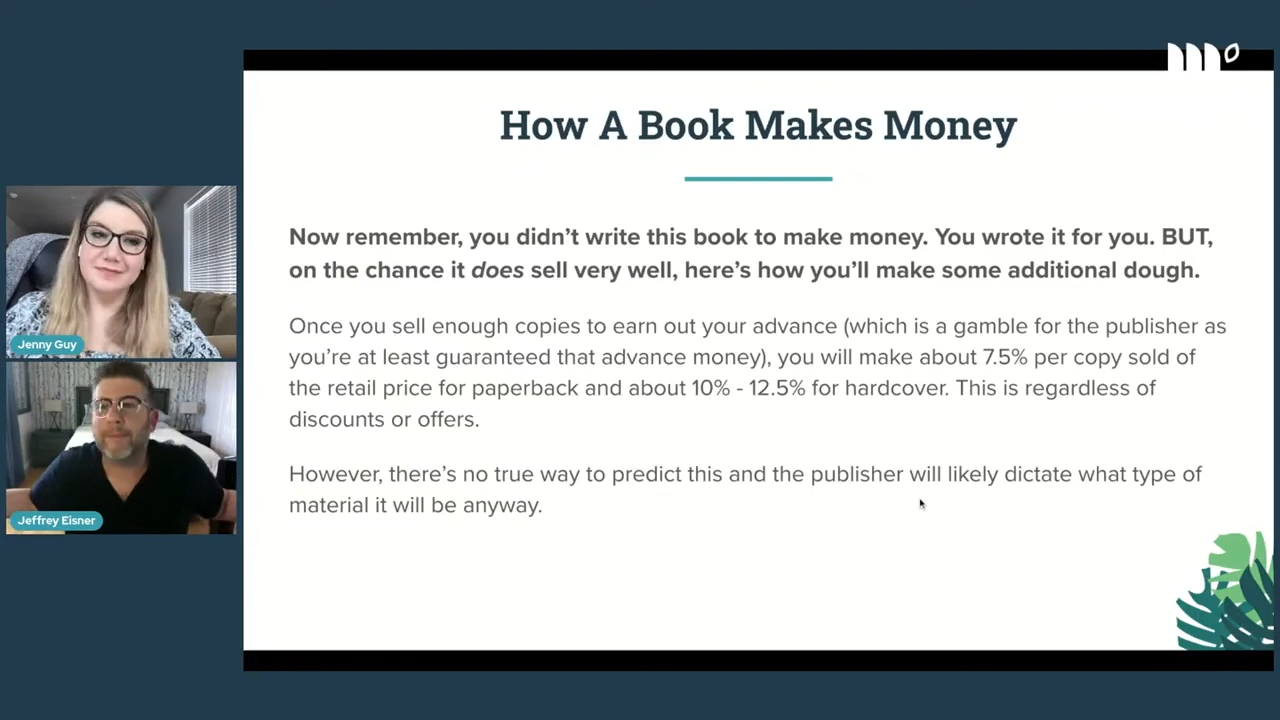 How A Book Makes Money
Now remember, you didn’t write this book to make money. You wrote it for you. BUT,
on the chance it does sell very well, here’s how you’ll make some additional dough.
Once you sell enough copies to earn out your advance (which is a gamble for the publisher as
you’re at least guaranteed that advance money), you will make about 7.5% per copy sold of
the retail price for paperback and about 10% - 12.5% for hardcover. This is regardless of
discounts or offers.
However, there’s no true way to predict this and the publisher will likely dictate what type of
material it will be anyway.
Jenny Guy
Jeffrey Eisner